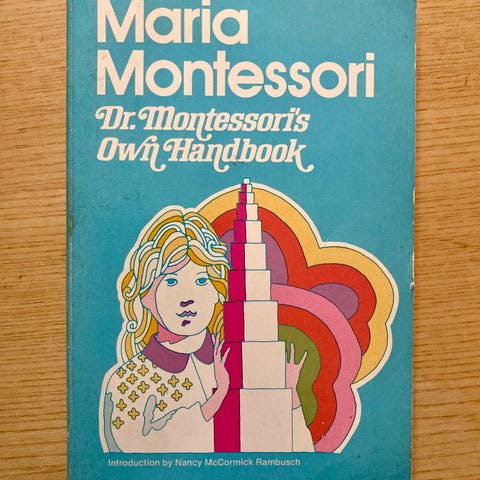 Maria
Montessori
Dr. Montessori's
Own Handbook
Introduction by Nancy McCormick Rambusch